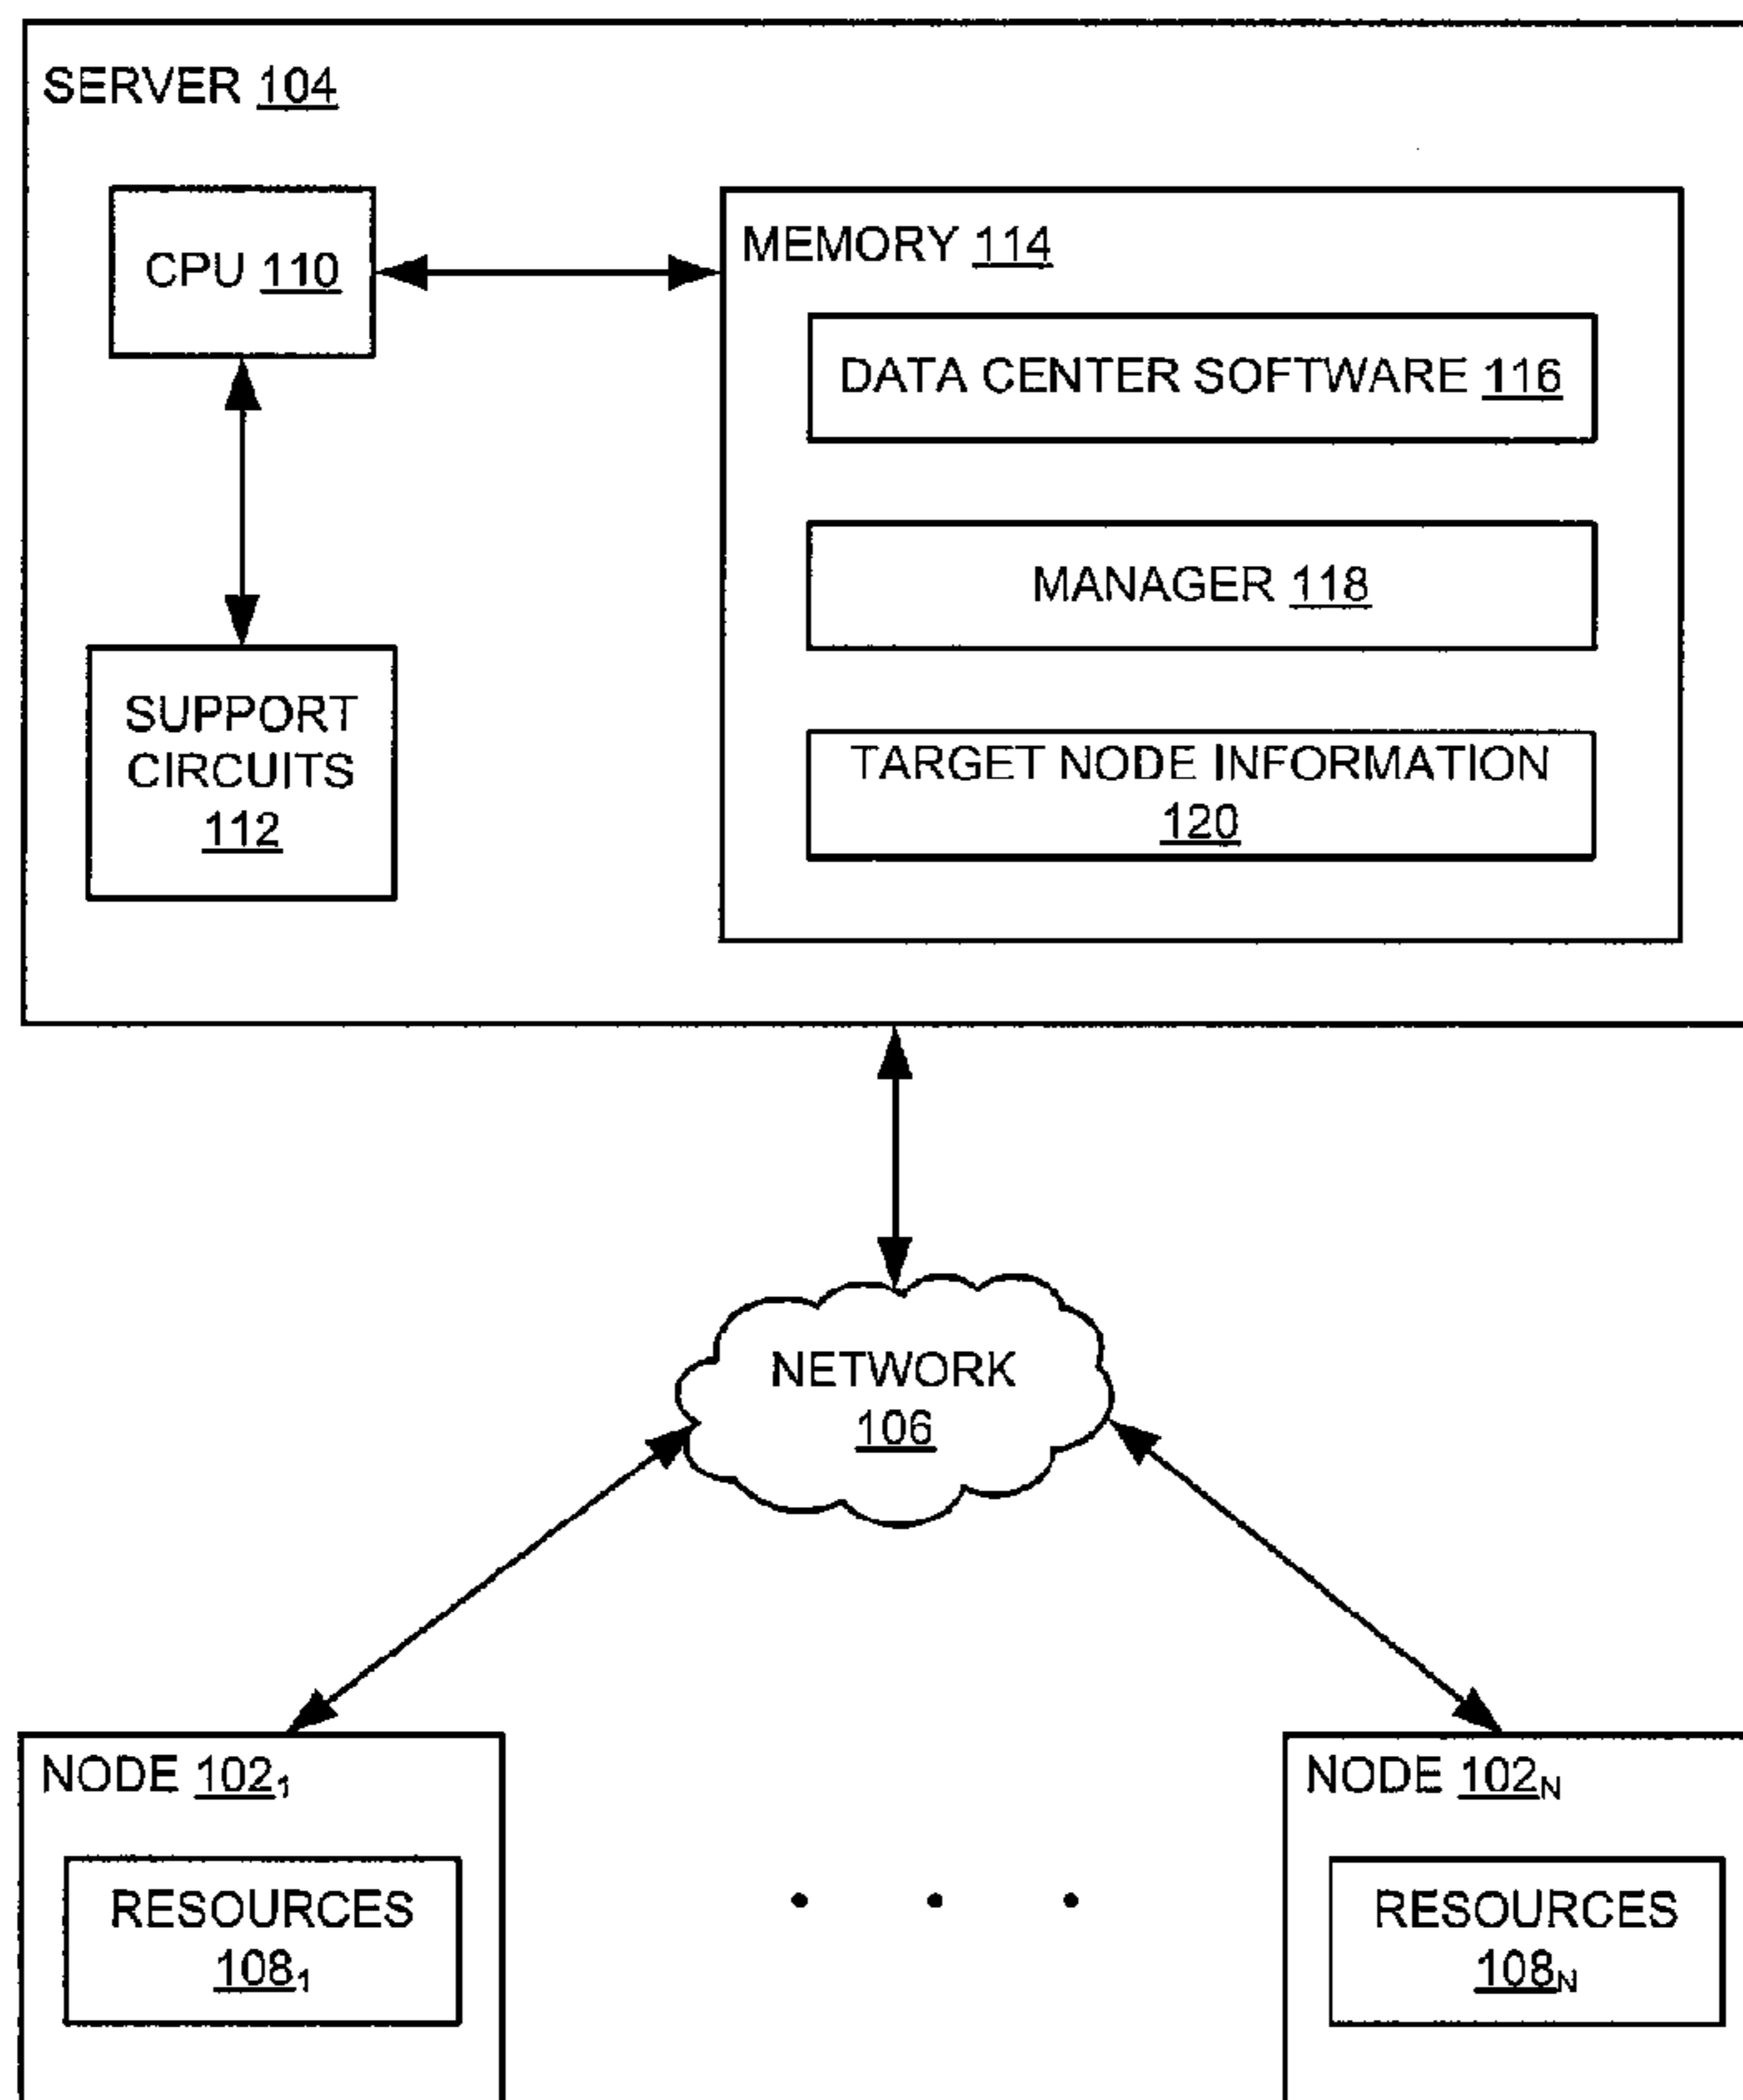 SERVER 104
CPU 110
MEMORY 114
DATA CENTER SOFTWARE 116
MANAGER 118
SUPPORT
CIRCUITS
112
TARGET NODE INFORMATION
120
NETWORK
106
NODE 102₁
RESOURCES
108₁
NODE 102N
RESOURCES
108N